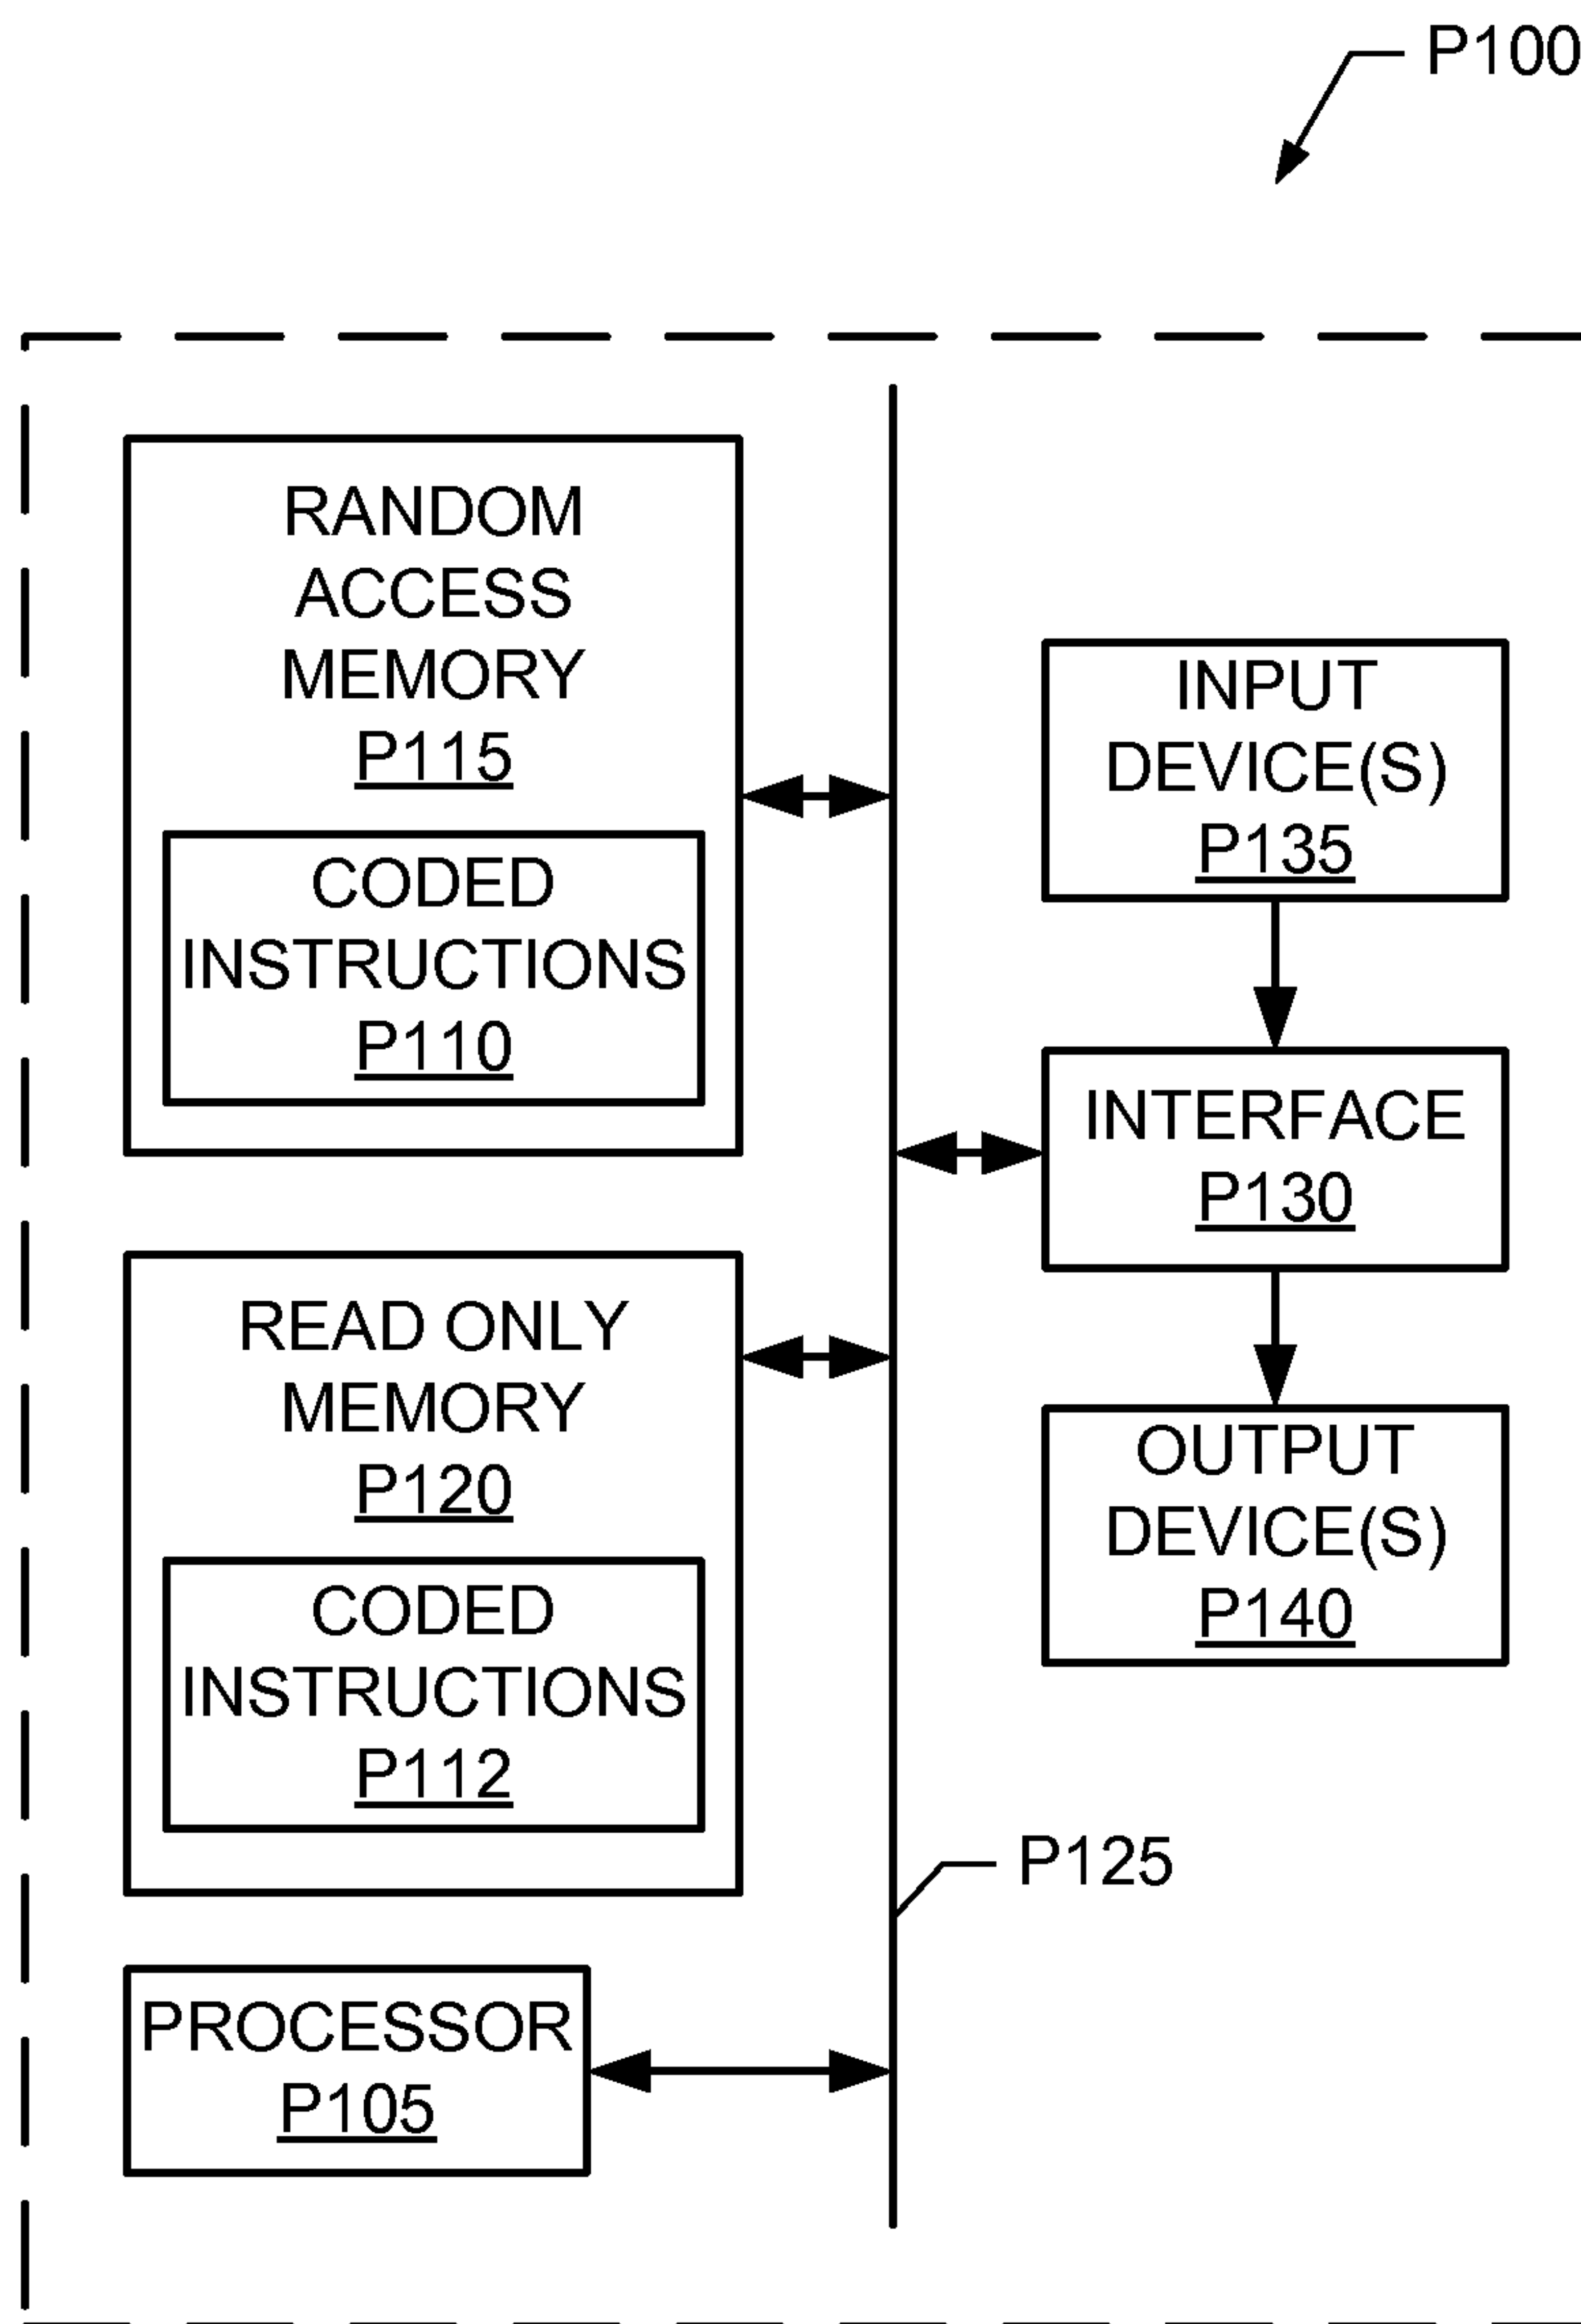 P100
RANDOM
ACCESS
MEMORY
P115
CODED
INSTRUCTIONS
P110
READ ONLY
MEMORY
P120
CODED
INSTRUCTIONS
P112
PROCESSOR
P105
INPUT
DEVICE(S)
P135
INTERFACE
P130
OUTPUT
DEVICE(S)
P140
P125